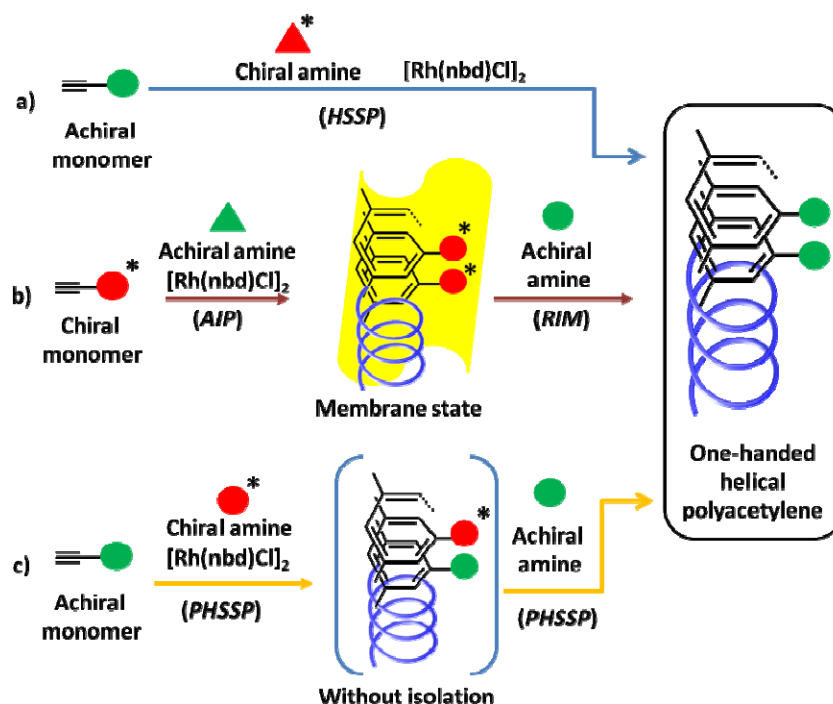 *
Chiral amine [Rh(nbd)Cl]2
(HSSP)
a)
Achiral
monomer
b)
*
Chiral
monomer
Achiral amine
[Rh(nbd)Cl]2
(AIP)
*
*
Membrane state
Achiral
amine
(RIM)
One-handed
helical
polyacetylene
c)
Achiral
monomer
*
Chiral amine
[Rh(nbd)Cl]2
(PHSSP)
*
Without isolation
Achiral
amine
(PHSSP)